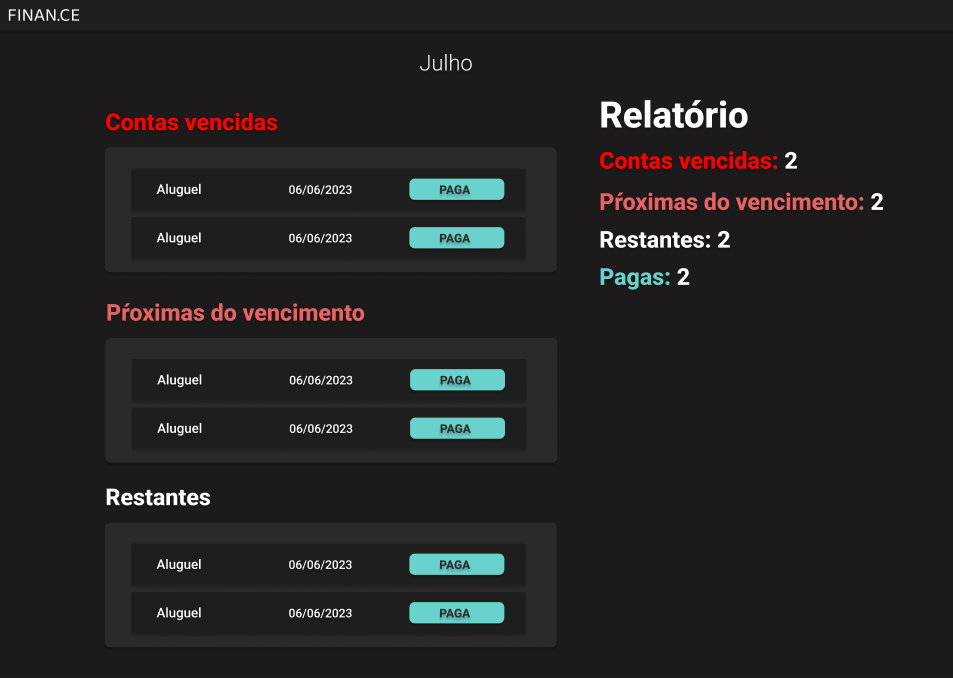 FINAN.CE
Julho
Contas vencidas
Aluguel 06/06/2023 PAGA
Aluguel 06/06/2023 PAGA
Pŕoximas do vencimento
Aluguel 06/06/2023 PAGA
Aluguel 06/06/2023 PAGA
Restantes
Aluguel 06/06/2023 PAGA
Aluguel 06/06/2023 PAGA
Relatório
Contas vencidas: 2
Pŕoximas do vencimento: 2
Restantes: 2
Pagas: 2